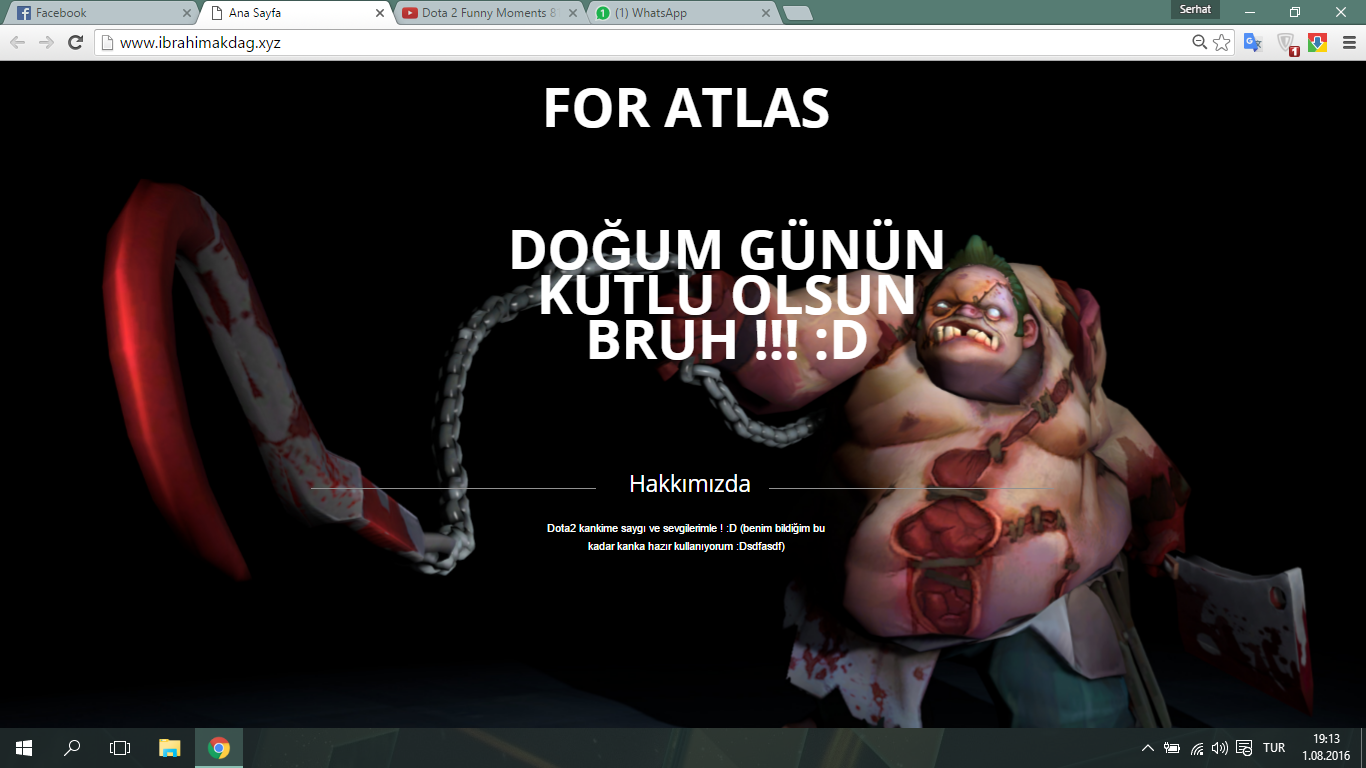 Facebook
Ana Sayfa
Dota 2 Funny Moments 8
(1) WhatsApp
Serhat
www.ibrahimakdag.xyz
1
FOR ATLAS
DOĞUM GÜNÜN
KUTLU OLSUN
BRUH !!! :D
Hakkımızda
Dota2 kankime saygı ve sevgilerimle ! :D (benim bildiğim bu
kadar kanka hazır kullanıyorum :Dsdfasdf)
TUR
19:13
1.08.2016